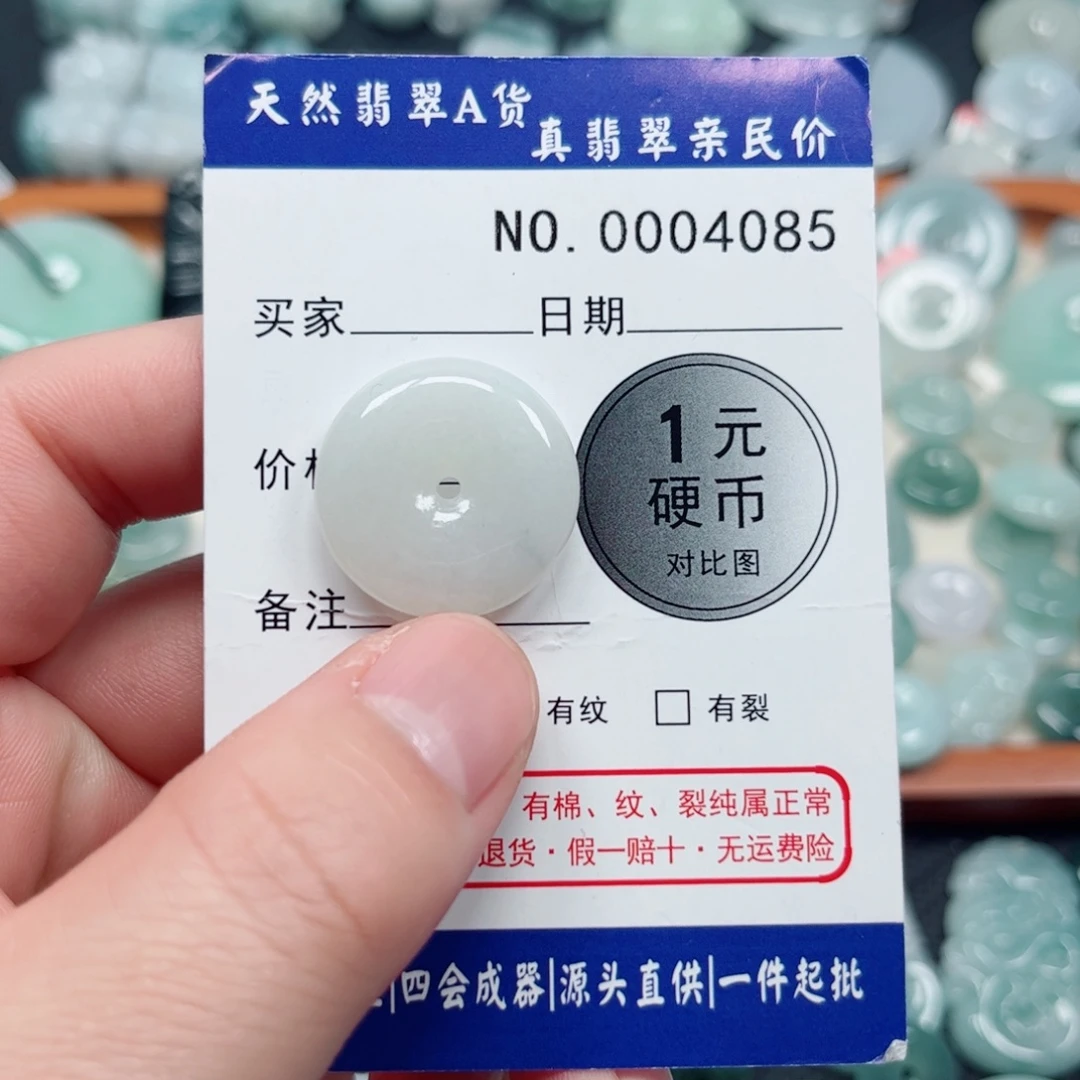 天然翡翠A货
真翡翠亲民价
NO. 0004085
买家 日期
价
1元
硬币
对比图
备注
有纹 □ 有裂
有棉、纹、裂纯属正常
退货·假一赔十·无运费险
|四会成器|源头直供|一件起批